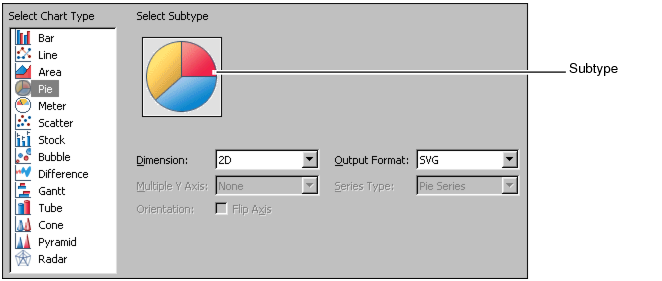 Select Chart Type
Select Subtype
Bar
Line
Area
Pie
Meter
Scatter
Stock
Bubble
Difference
Gantt
Tube
Cone
Pyramid
Radar
Subtype
Dimension: 2D Output Format: SVG
Multiple Y Axis: None Series Type: Pie Series
Orientation: Flip Axis